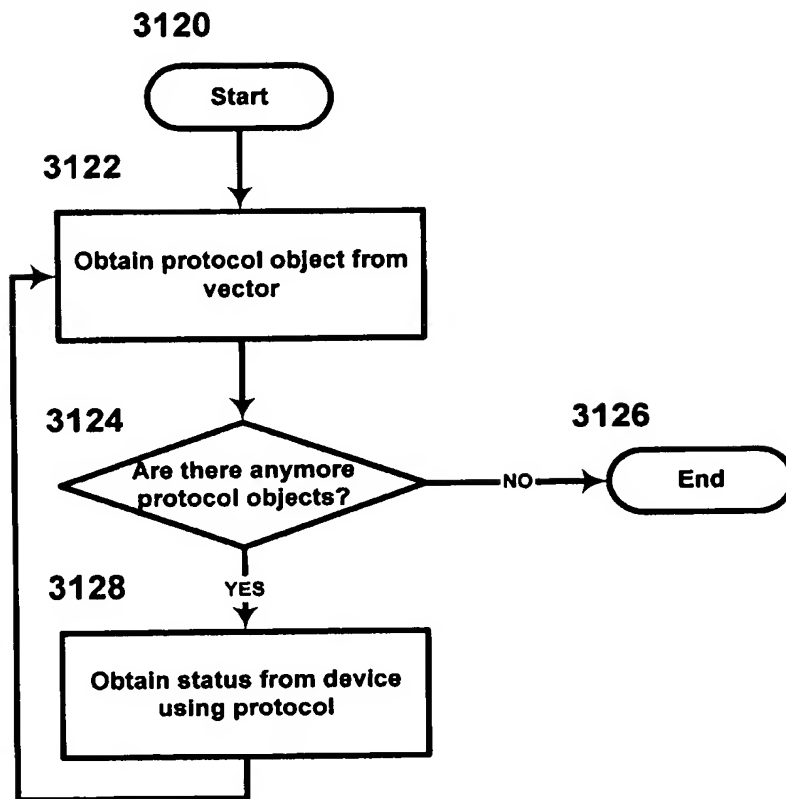 3120
Start
3122
Obtain protocol object from
vector
3124
Are there anymore
protocol objects?
NO
3126
End
YES
3128
Obtain status from device
using protocol